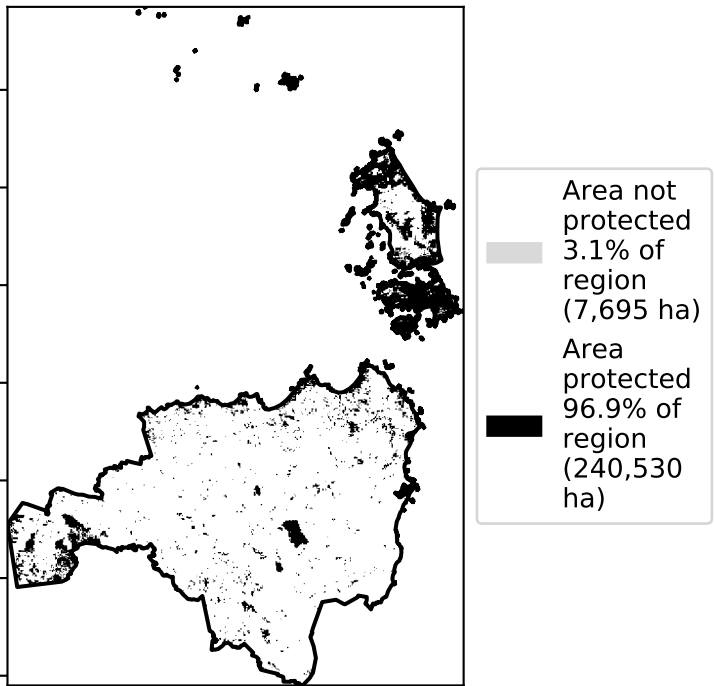 Area not
protected
3.1% of
region
(7,695 ha)
Area
protected
96.9% of
region
(240,530
ha)